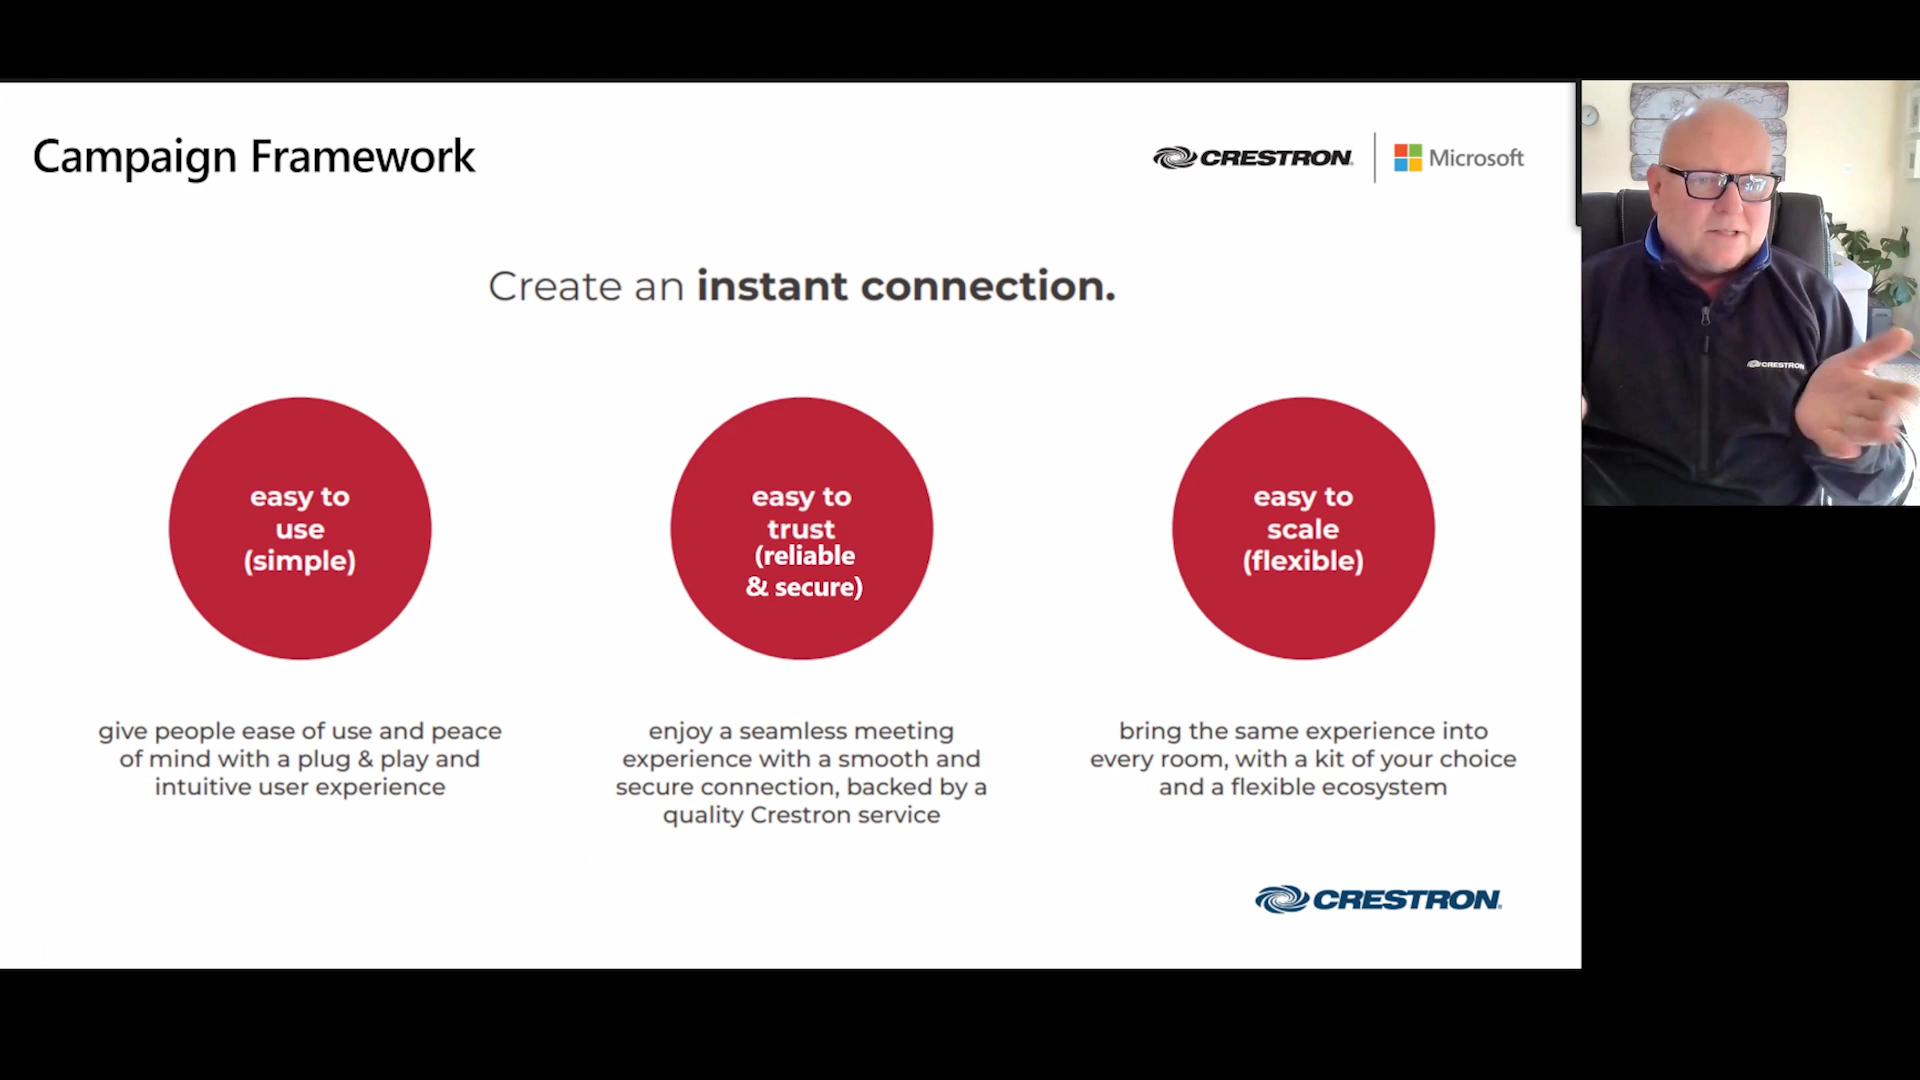 Campaign Framework
CRESTRON
Microsoft
Create an instant connection.
easy to
use
(simple)
easy to
trust
(reliable
& secure)
easy to
scale
(flexible)
give people ease of use and peace
of mind with a plug & play and
intuitive user experience
enjoy a seamless meeting
experience with a smooth and
secure connection, backed by a
quality Crestron service
bring the same experience into
every room, with a kit of your choice
and a flexible ecosystem
CRESTRON
CRESTRON